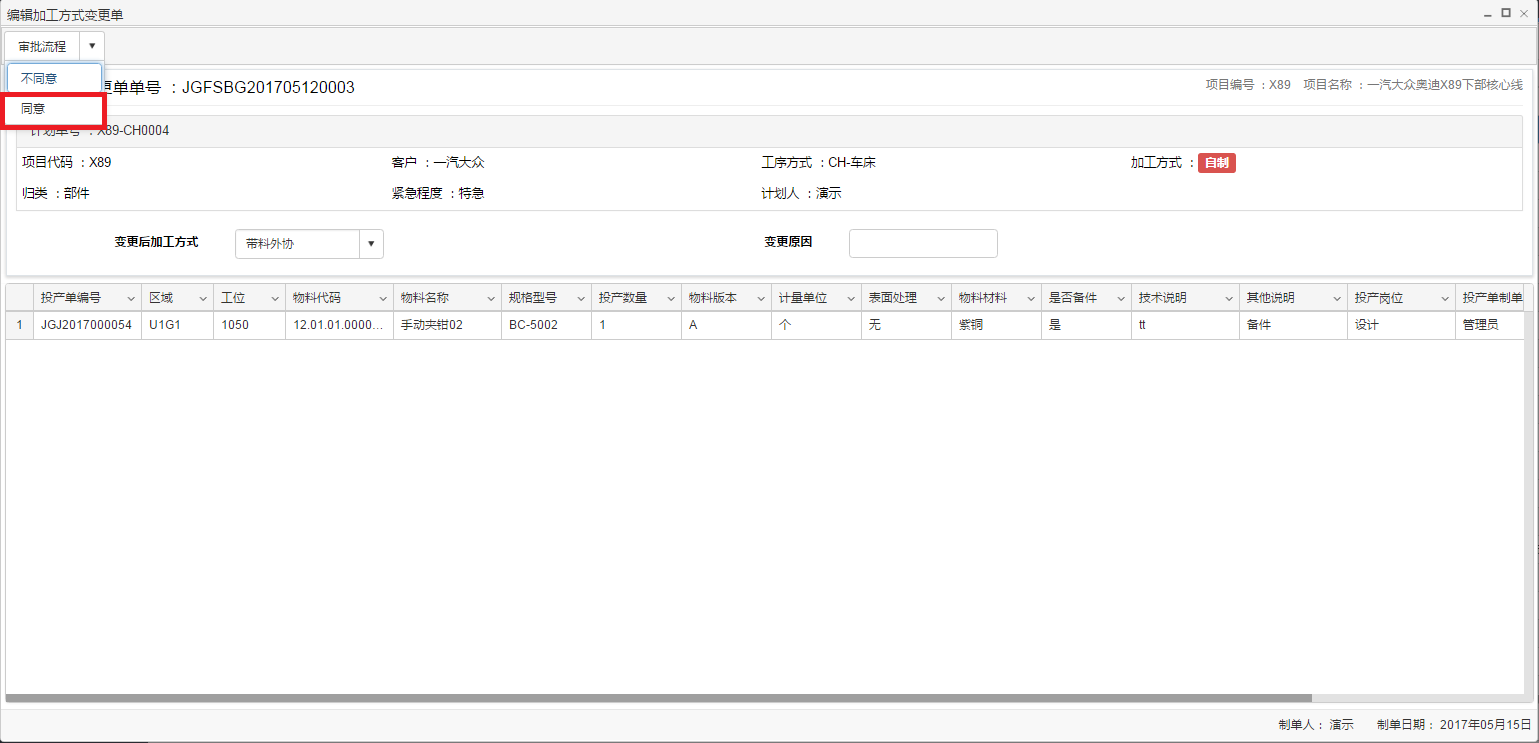 编辑加工方式变更单
审批流程
不同意
同意
更单单号 ：JGFSBG201705120003
项目编号 ：X89 项目名称 ：一汽大众奥迪X89下部核心线
计划单号 ：X89-CH0004
项目代码 ：X89 客户 ：一汽大众 工序方式 ：CH-车床 加工方式 ：自制
归类 ：部件 紧急程度 ：特急 计划人 ：演示
变更后加工方式 带料外协 变更原因
投产单编号 区域 工位 物料代码 物料名称 规格型号 投产数量 物料版本 计量单位 表面处理 物料材料 是否备件 技术说明 其他说明 投产岗位 投产单制单
1 JGJ2017000054 U1G1 1050 12.01.01.0000... 手动夹钳02 BC-5002 1 A 个 无 紫铜 是 tt 备件 设计 管理员
制单人： 演示 制单日期： 2017年05月15日